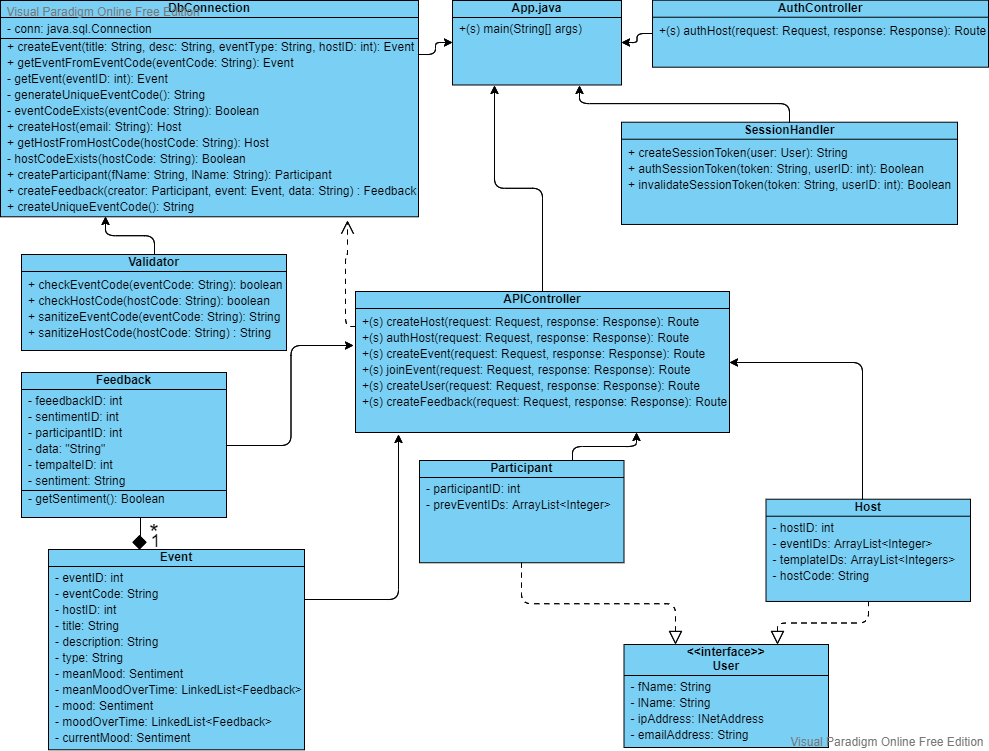 Visual Paradigm Online Free Edition
DbConnection
- conn: java.sql.Connection
+ createEvent(title: String, desc: String, eventType: String, hostID: int): Event
+ getEventFromEventCode(eventCode: String): Event
- getEvent(eventID: int): Event
- generateUniqueEventCode(): String
- eventCodeExists(eventCode: String): Boolean
+ createHost(email: String): Host
+ getHostFromHostCode(hostCode: String): Host
- hostCodeExists(hostCode: String): Boolean
+ createParticipant(fName: String, lName: String): Participant
+ createFeedback(creator: Participant, event: Event, data: String) : Feedback
+ createUniqueEventCode(): String
App.java
+(s) main(String[] args)
AuthController
+(s) authHost(request: Request, response: Response): Route
SessionHandler
+ createSessionToken(user: User): String
+ authSessionToken(token: String, userID: int): Boolean
+ invalidateSessionToken(token: String, userID: int): Boolean
Validator
+ checkEventCode(eventCode: String): boolean
+ checkHostCode(hostCode: String): boolean
+ sanitizeEventCode(eventCode: String): String
+ sanitizeHostCode(hostCode: String) : String
APIController
+(s) createHost(request: Request, response: Response): Route
+(s) authHost(request: Request, response: Response): Route
+(s) createEvent(request: Request, response: Response): Route
+(s) joinEvent(request: Request, response: Response): Route
+(s) createUser(request: Request, response: Response): Route
+(s) createFeedback(request: Request, response: Response): Route
Feedback
- feeedbackID: int
- sentimentID: int
- participantID: int
- data: "String"
- tempalteID: int
- sentiment: String
- getSentiment(): Boolean
*
1
Event
- eventID: int
- eventCode: String
- hostID: int
- title: String
- description: String
- type: String
- meanMood: Sentiment
- meanMoodOverTime: LinkedList<Feedback>
- mood: Sentiment
- moodOverTime: LinkedList<Feedback>
- currentMood: Sentiment
Participant
- participantID: int
- prevEventIDs: ArrayList<Integer>
Host
- hostID: int
- eventIDs: ArrayList<Integer>
- templateIDs: ArrayList<Integers>
- hostCode: String
<<interface>>
User
- fName: String
- lName: String
- ipAddress: INetAddress
- emailAddress: String
Visual Paradigm Online Free Edition